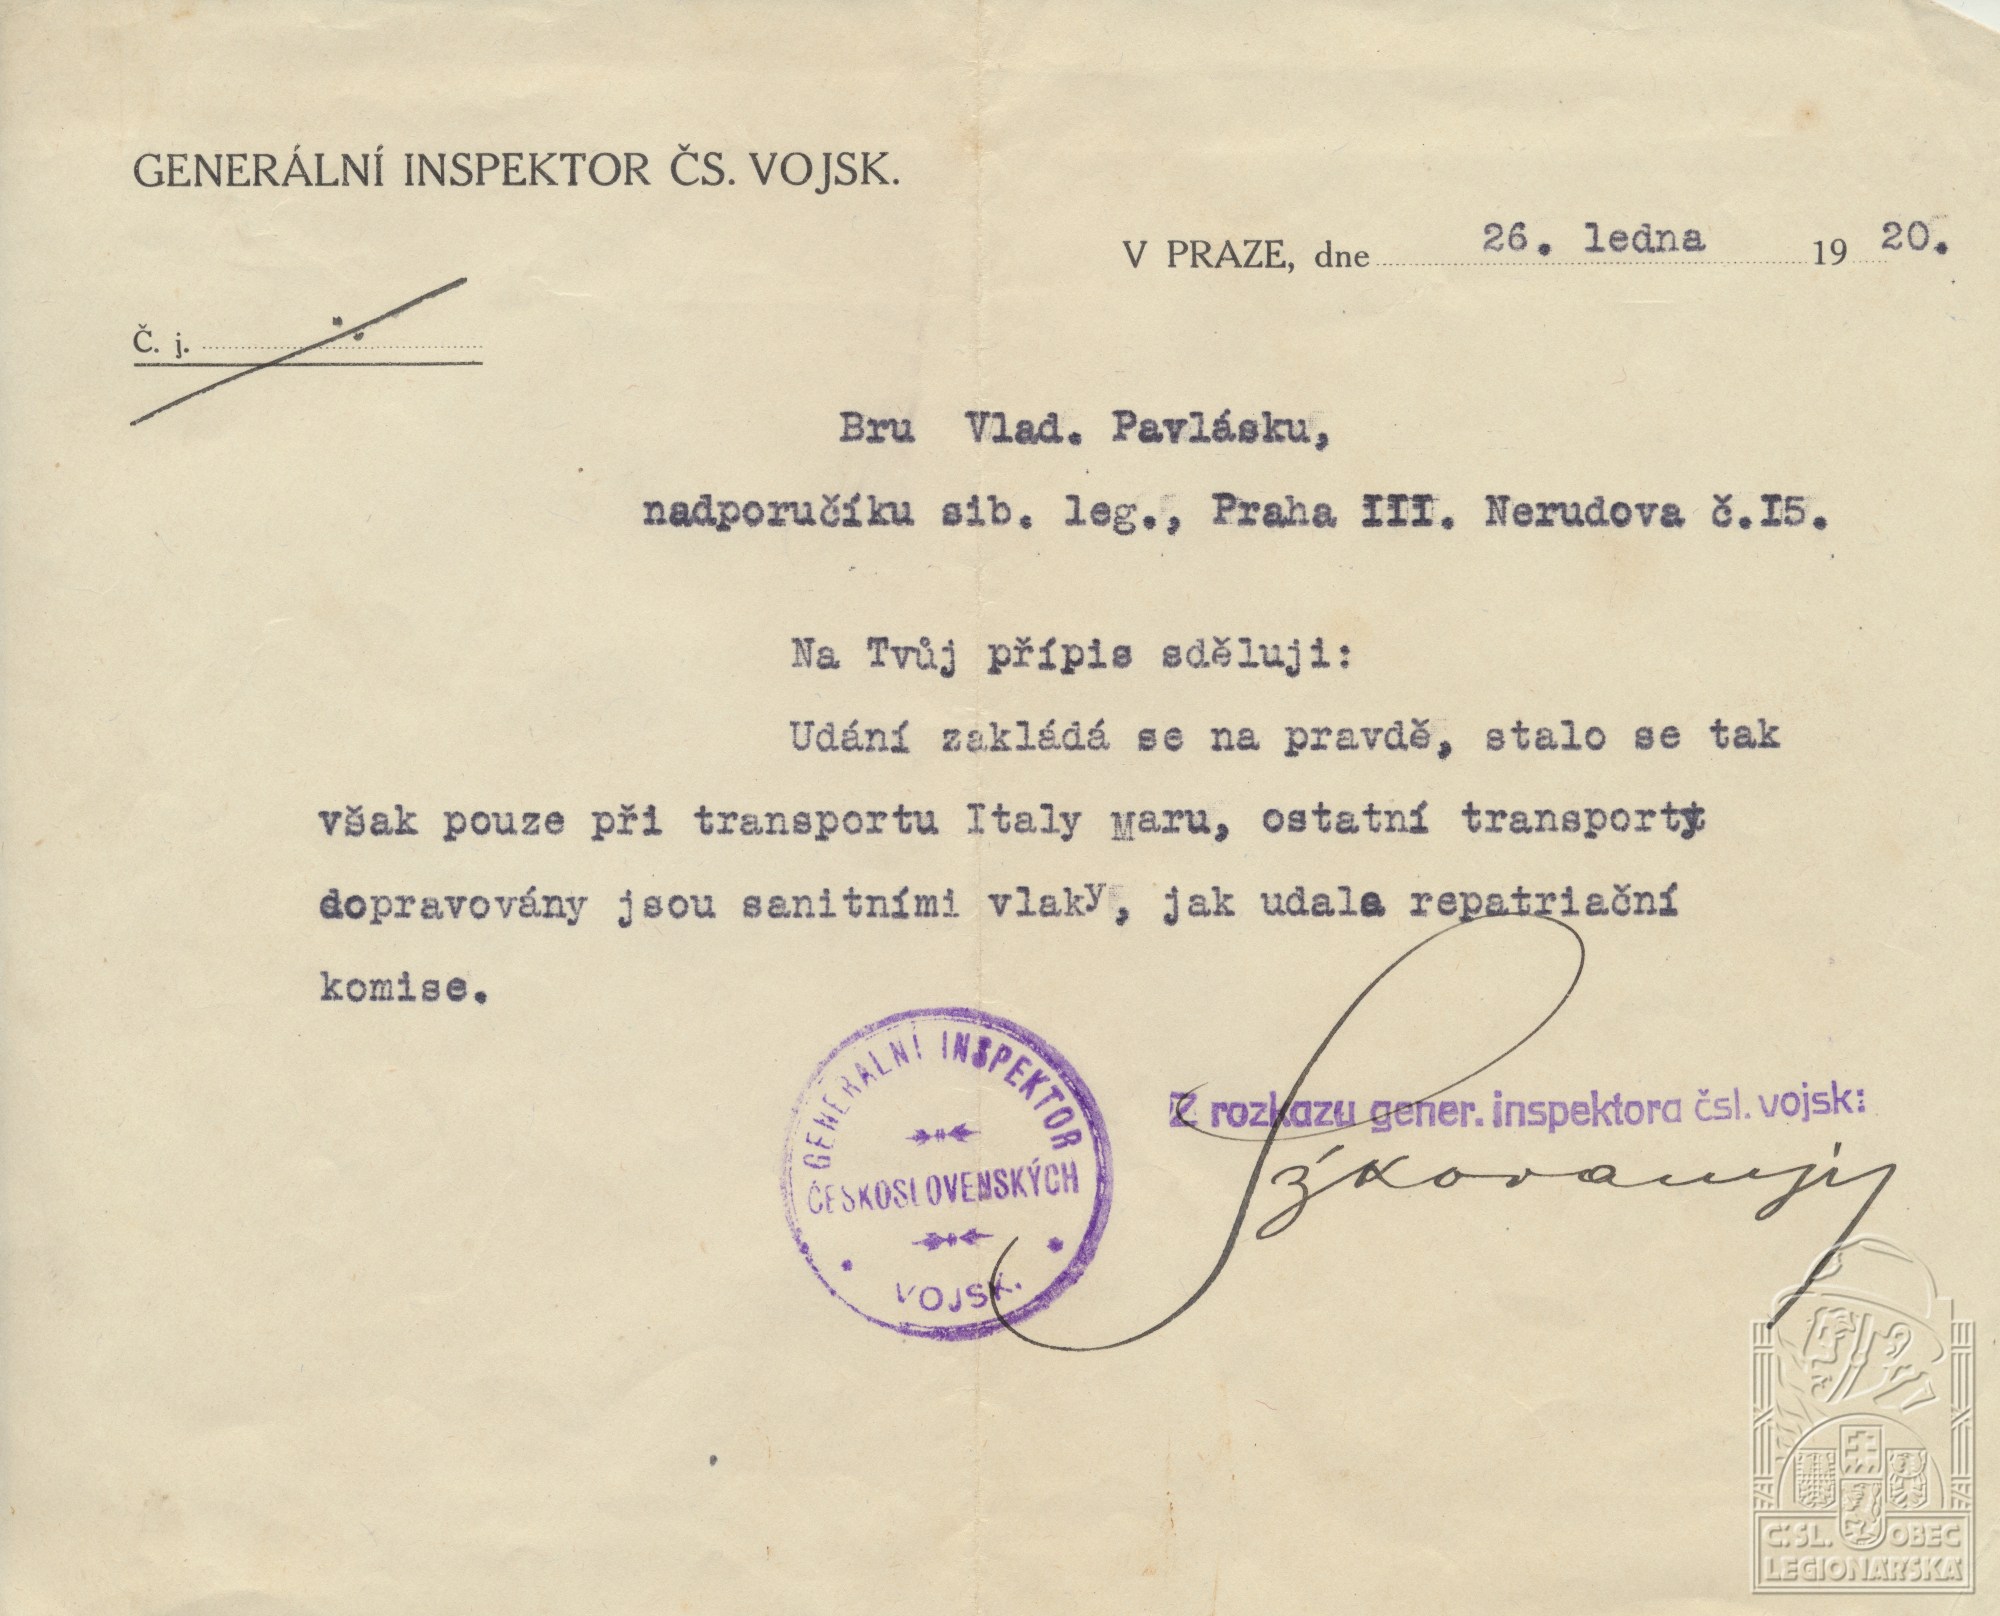 GENERÁLNÍ INSPEKTOR ČS. VOJSK.
V PRAZE, dne 26. ledna 1920.
Č. j.
Bru Vlad. Pavlásku,
nadporučíku sib. leg., Praha III. Nerudova č.I5.
Na Tvůj přípis sděluji:
Udání zakládá se na pravdě, stalo se tak
však pouze při transportu Italy Maru, ostatní transporty
dopravovány jsou sanitními vlaky, jak udala repatriační
komise.
GENERALNÍ INSPEKTOR
ČESKOSLOVENSKÝCH
VOJSK.
Z rozkazu gener. inspektora čsl. vojsk:
Č.SL. OBEC
LEGIONÁŘSKÁ